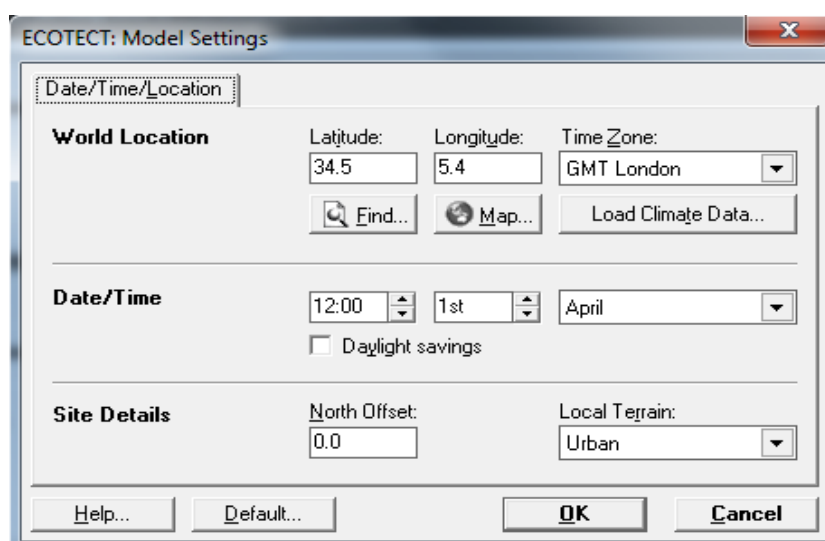 ECOTECT: Model Settings
Date/Time/Location
World Location Latitude: Longitude: Time Zone:
34.5 5.4 GMT London
Find... Map... Load Climate Data...
Date/Time 12:00 1st April
Daylight savings
Site Details North Offset: Local Terrain:
0.0 Urban
Help... Default... OK Cancel